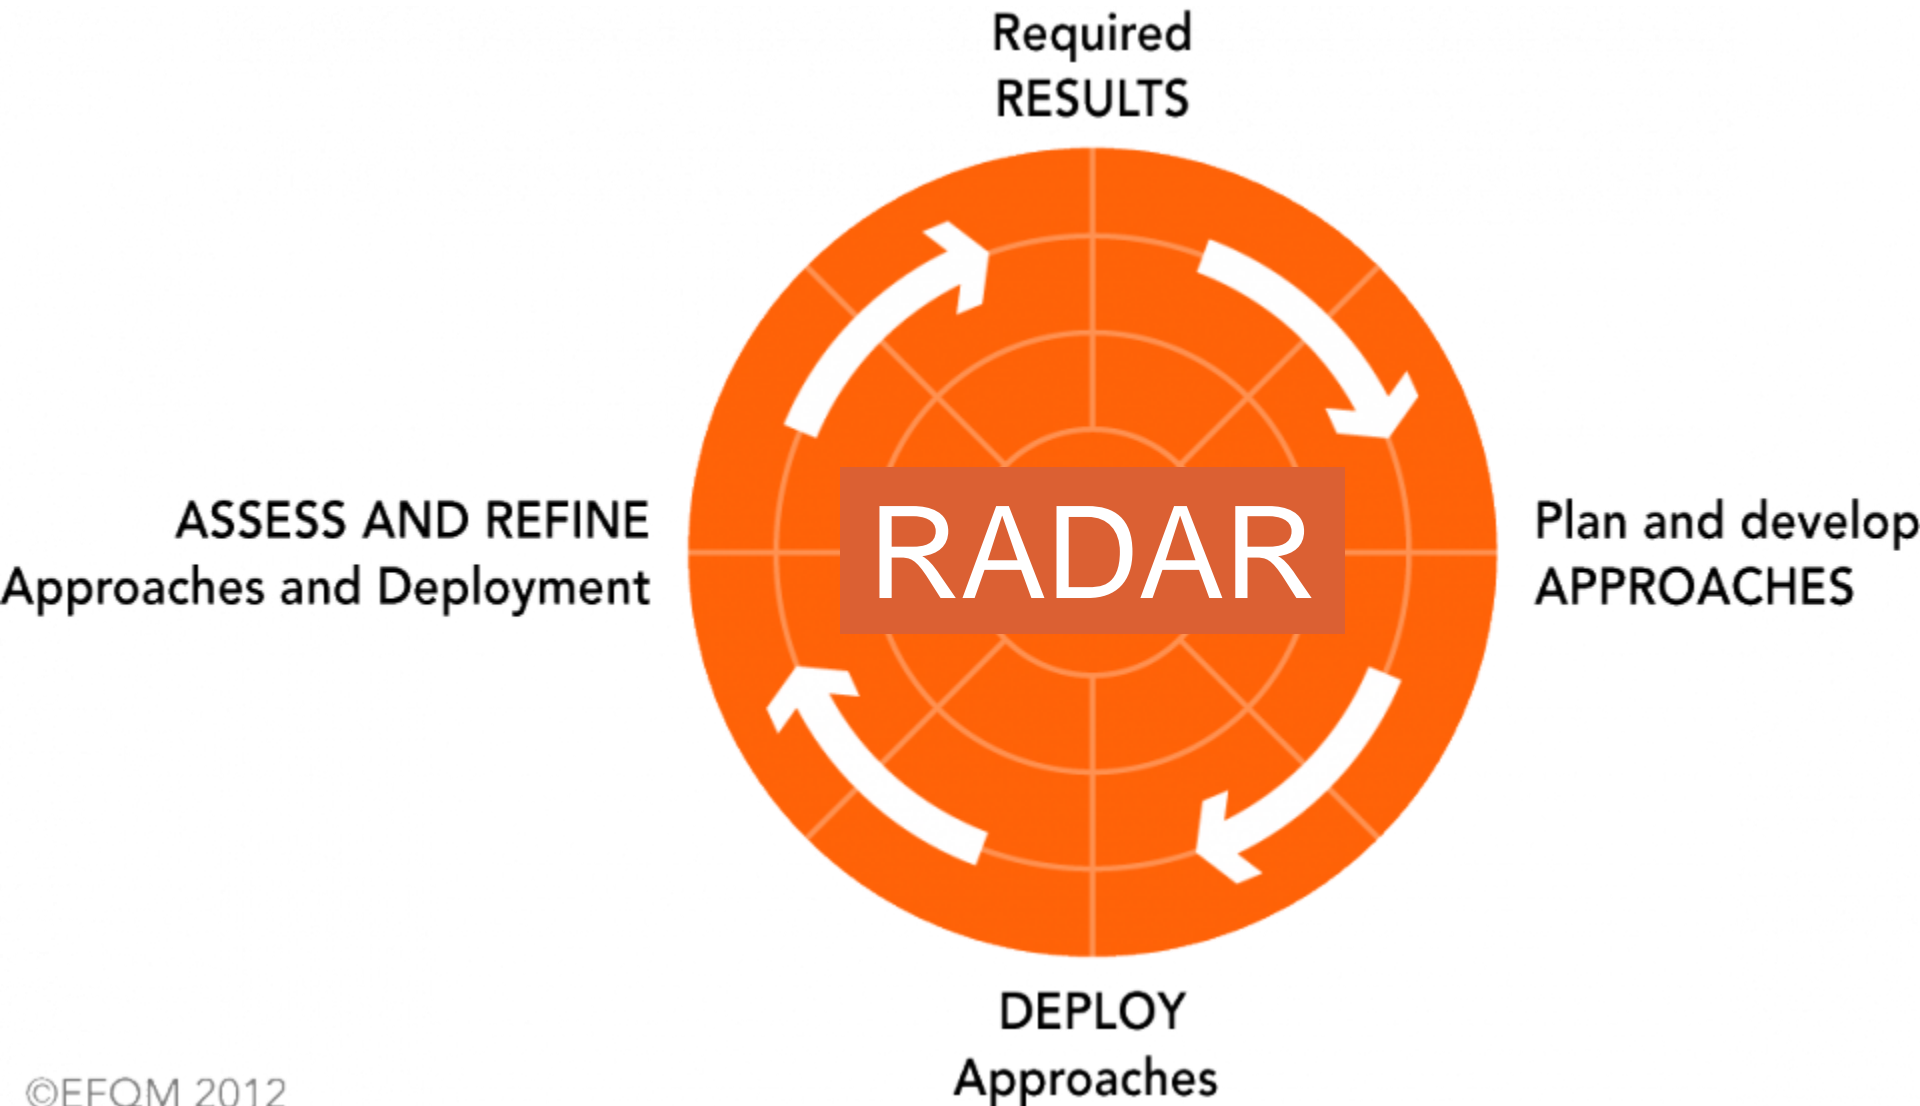 Required
RESULTS
ASSESS AND REFINE
Approaches and Deployment
RADAR
Plan and develop
APPROACHES
DEPLOY
Approaches
©EFQM 2012